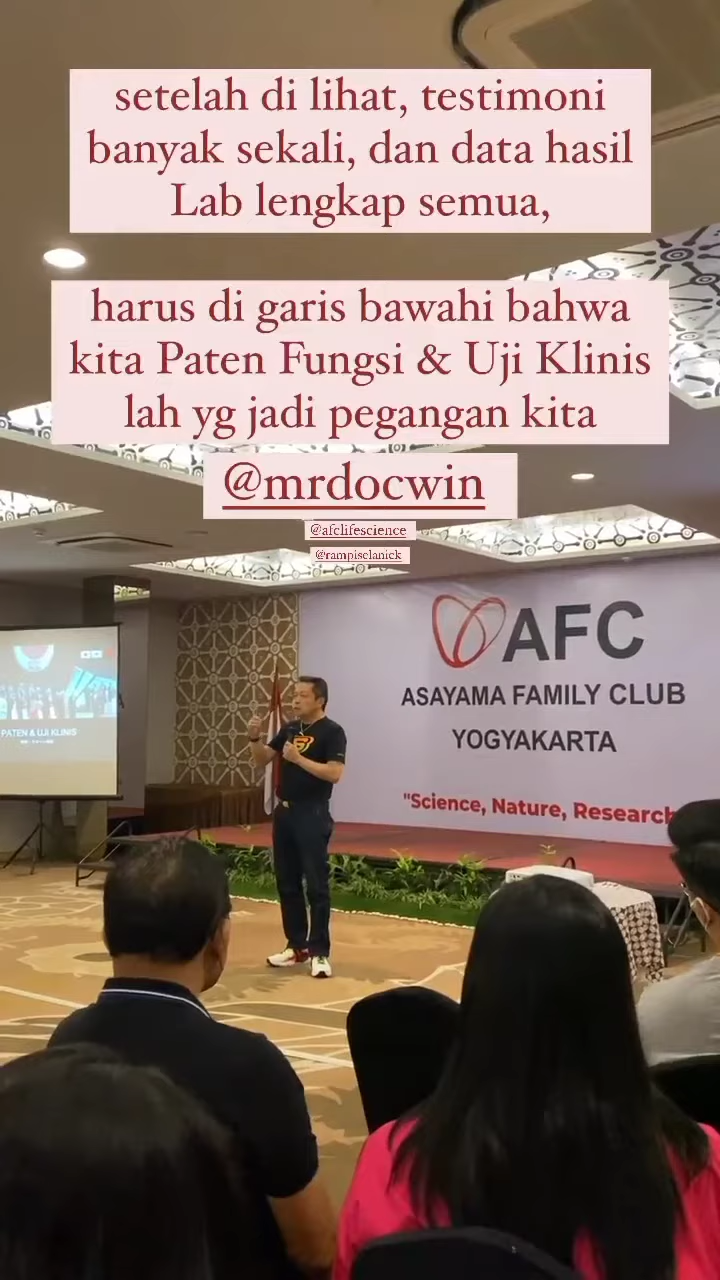 setelah di lihat, testimoni
banyak sekali, dan data hasil
Lab lengkap semua,
harus di garis bawahi bahwa
kita Paten Fungsi & Uji Klinis
lah yg jadi pegangan kita
@mrdocwin
@afclifescience
@rampiselanick
AFC
ASAYAMA FAMILY CLUB
YOGYAKARTA
"Science, Nature, Research
PATEN & UJI KLINIS